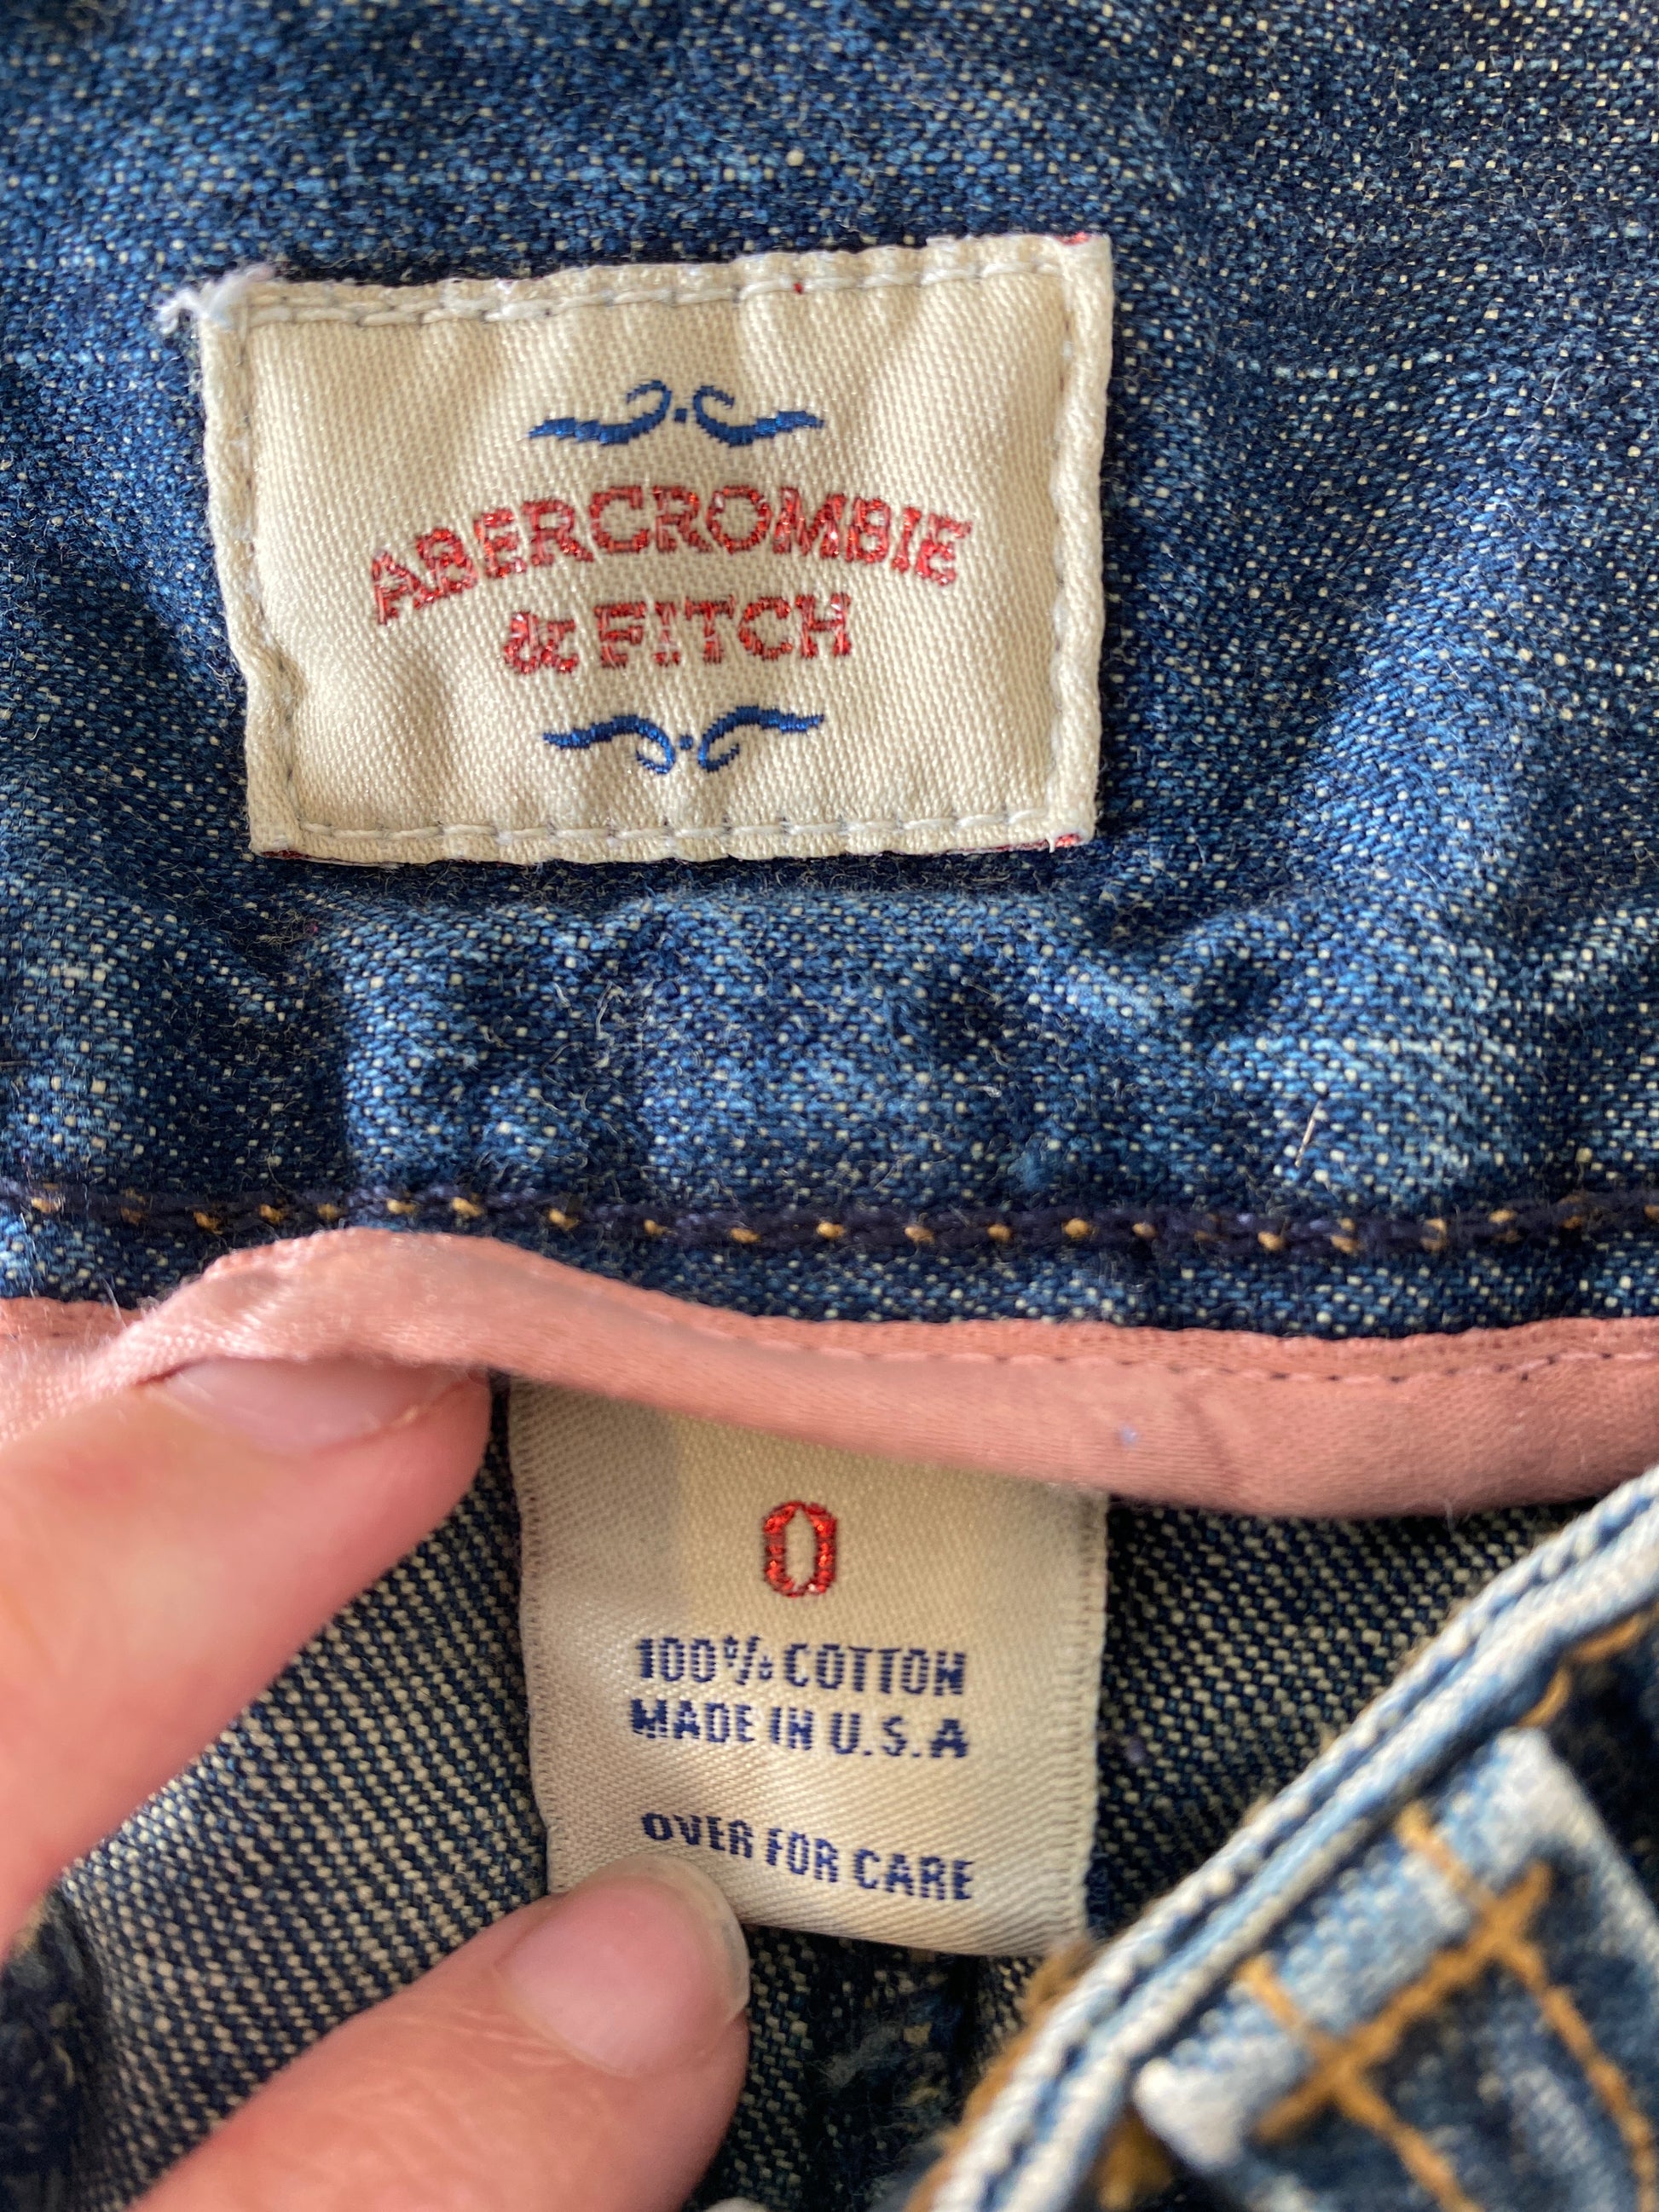 ABERCROMBIE
& FITCH
0
100% COTTON
MADE IN U.S.A
OVER FOR CARE